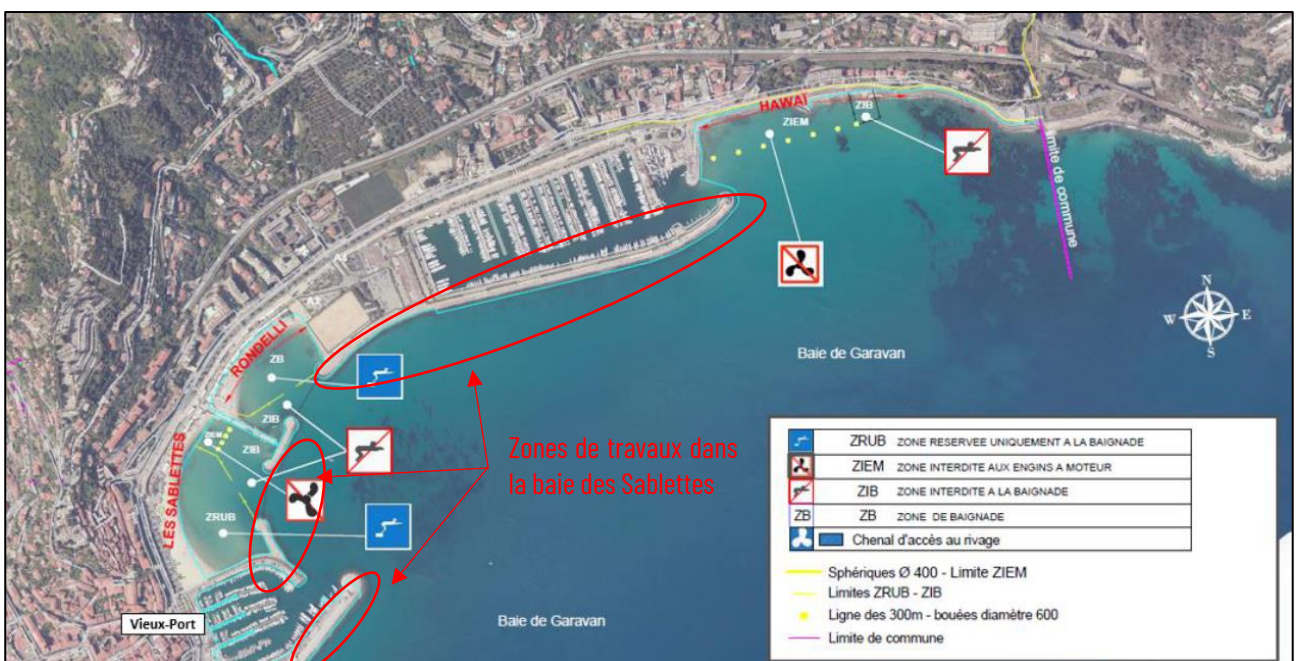 HAWAÏ
ZIB
ZIEM
Limite de commune
N
W E
S
A3
A2
RONDELLI
ZB
Baie de Garavan
ZIB
LES SABLETTES
ZIEM
ZIB
Zones de travaux dans
la baie des Sablettes
ZRUB
Vieux-Port
Baie de Garavan
ZRUB ZONE RESERVEE UNIQUEMENT A LA BAIGNADE
ZIEM ZONE INTERDITE AUX ENGINS A MOTEUR
ZIB ZONE INTERDITE A LA BAIGNADE
ZB ZB ZONE DE BAIGNADE
Chenal d'accès au rivage
Sphériques Ø 400 - Limite ZIEM
Limites ZRUB - ZIB
Ligne des 300m - bouées diamètre 600
Limite de commune